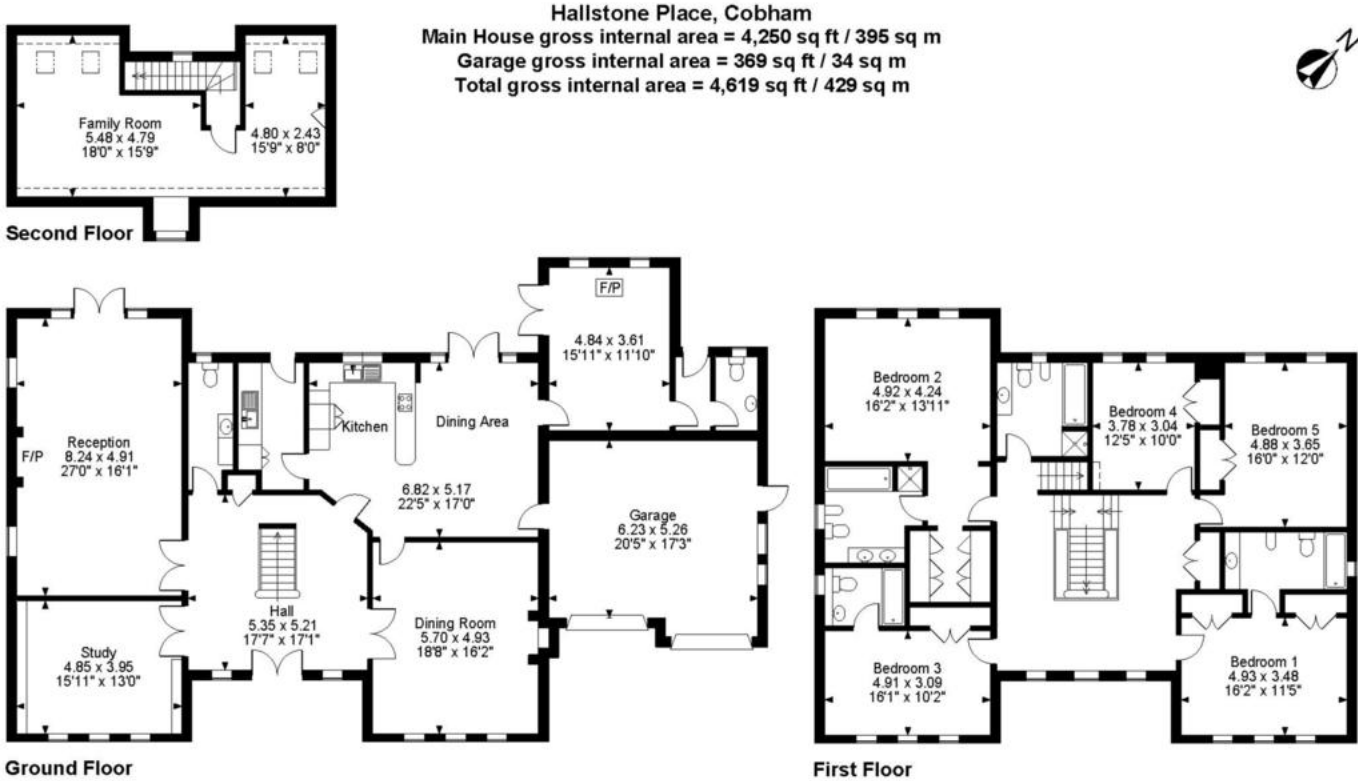 Hallstone Place, Cobham
Main House gross internal area = 4,250 sq ft / 395 sq m
Garage gross internal area = 369 sq ft / 34 sq m
Total gross internal area = 4,619 sq ft / 429 sq m
N
Family Room
5.48 x 4.79
18'0" x 15'9"
4.80 x 2.43
15'9" x 8'0"
Second Floor
Reception
8.24 x 4.91
27'0" x 16'1"
F/P
Kitchen
Dining Area
6.82 x 5.17
22'5" x 17'0"
F/P
4.84 x 3.61
15'11" x 11'10"
Garage
6.23 x 5.26
20'5" x 17'3"
Hall
5.35 x 5.21
17'7" x 17'1"
Dining Room
5.70 x 4.93
18'8" x 16'2"
Study
4.85 x 3.95
15'11" x 13'0"
Ground Floor
Bedroom 2
4.92 x 4.24
16'2" x 13'11"
Bedroom 4
3.78 x 3.04
12'5" x 10'0"
Bedroom 5
4.88 x 3.65
16'0" x 12'0"
Bedroom 3
4.91 x 3.09
16'1" x 10'2"
Bedroom 1
4.93 x 3.48
16'2" x 11'5"
First Floor